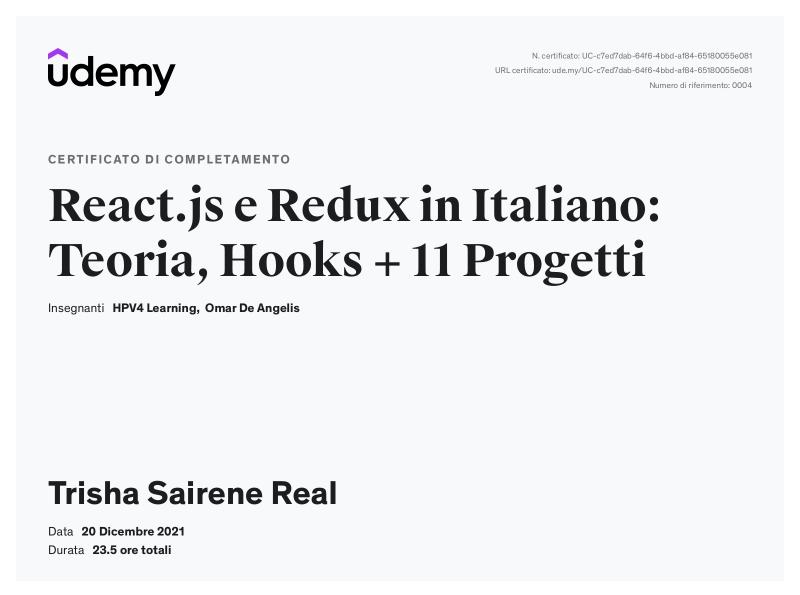 udemy
N. certificato: UC-c7ed7dab-64f6-4bbd-af84-65180055e081
URL certificato: ude.my/UC-c7ed7dab-64f6-4bbd-af84-65180055e081
Numero di riferimento: 0004
CERTIFICATO DI COMPLETAMENTO
React.js e Redux in Italiano:
Teoria, Hooks + 11 Progetti
Insegnanti HPV4 Learning, Omar De Angelis
Trisha Sairene Real
Data 20 Dicembre 2021
Durata 23.5 ore totali